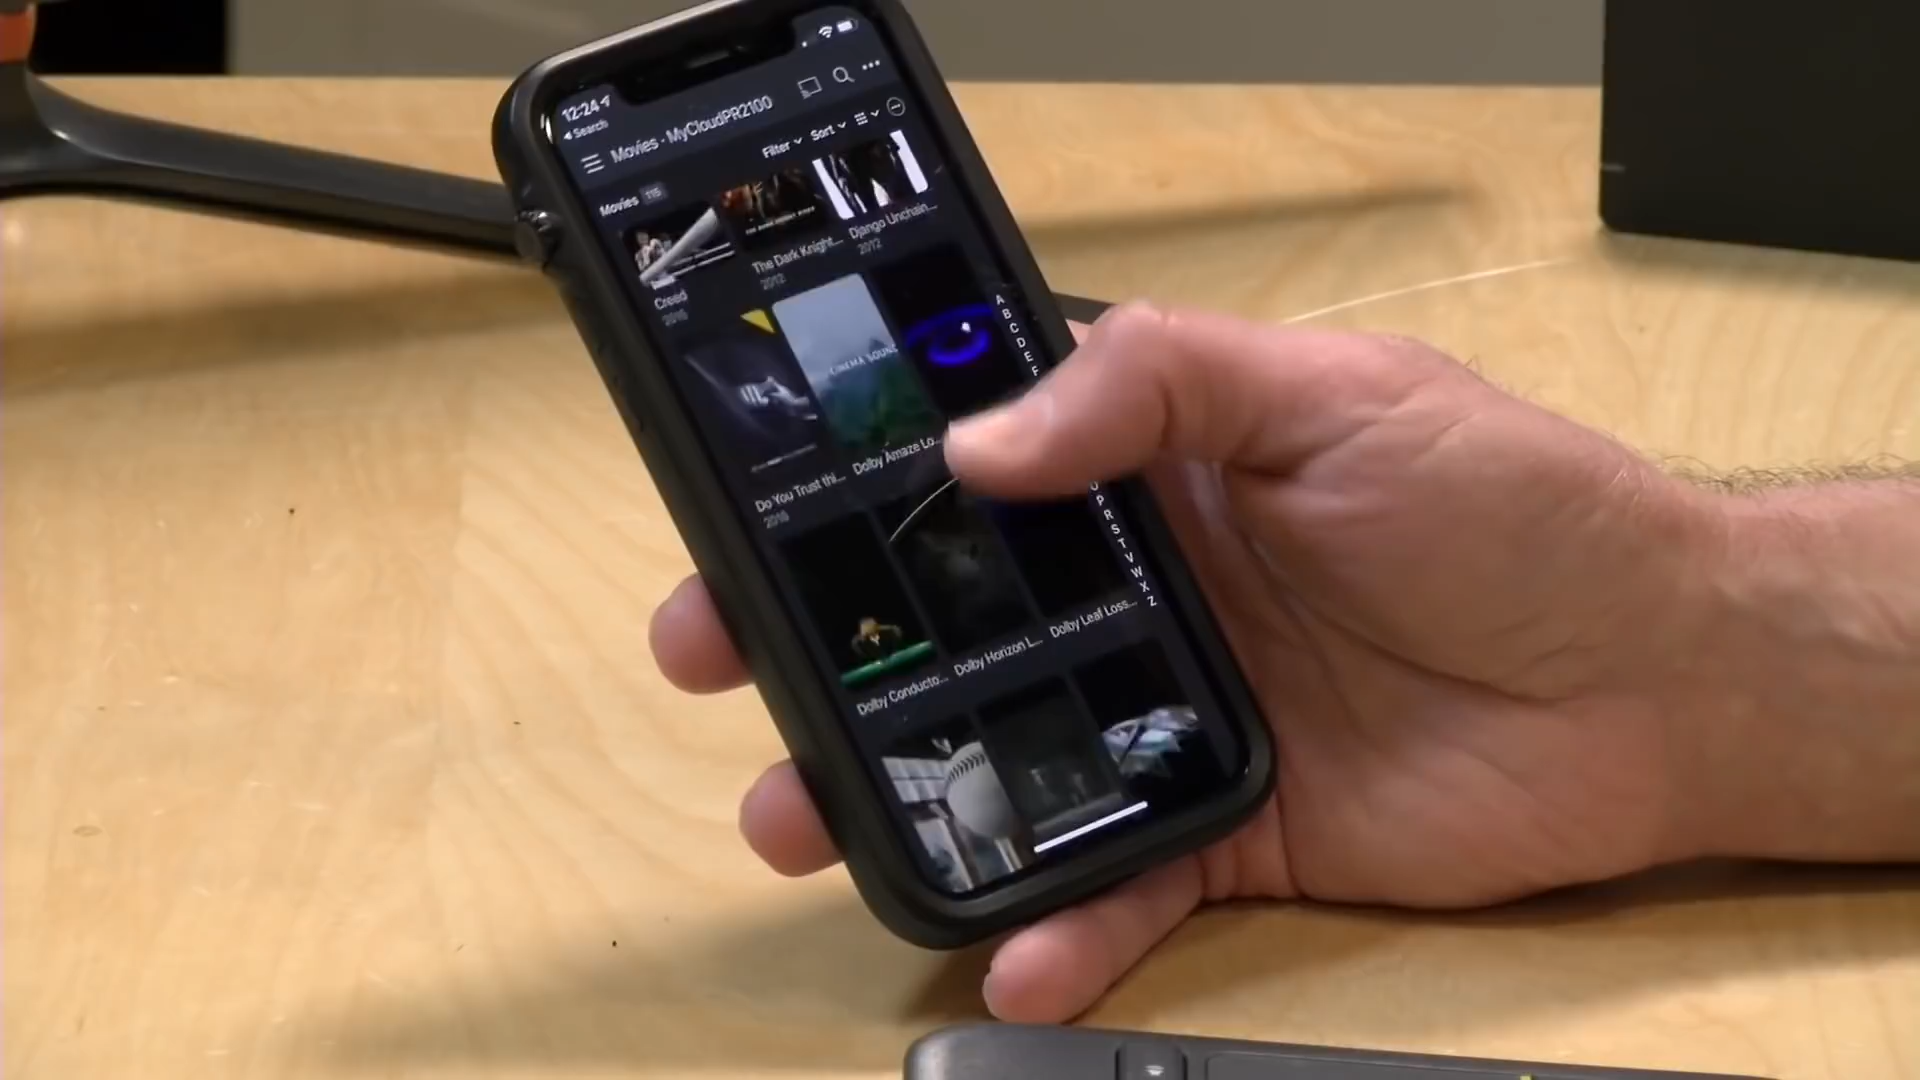 12:24
Search
Movies · MyCloudPR2100
Filter Sort
Movies 115
Creed
The Dark Knight...
2012
Django Unchain...
2012
CINEMA SOUND
Do You Trust thi...
2018
Dolby Amaze Lo...
Dolby Conducto...
Dolby Horizon L...
Dolby Leaf Loss...
A
B
C
D
E
F
P
R
S
T
V
W
X
Z